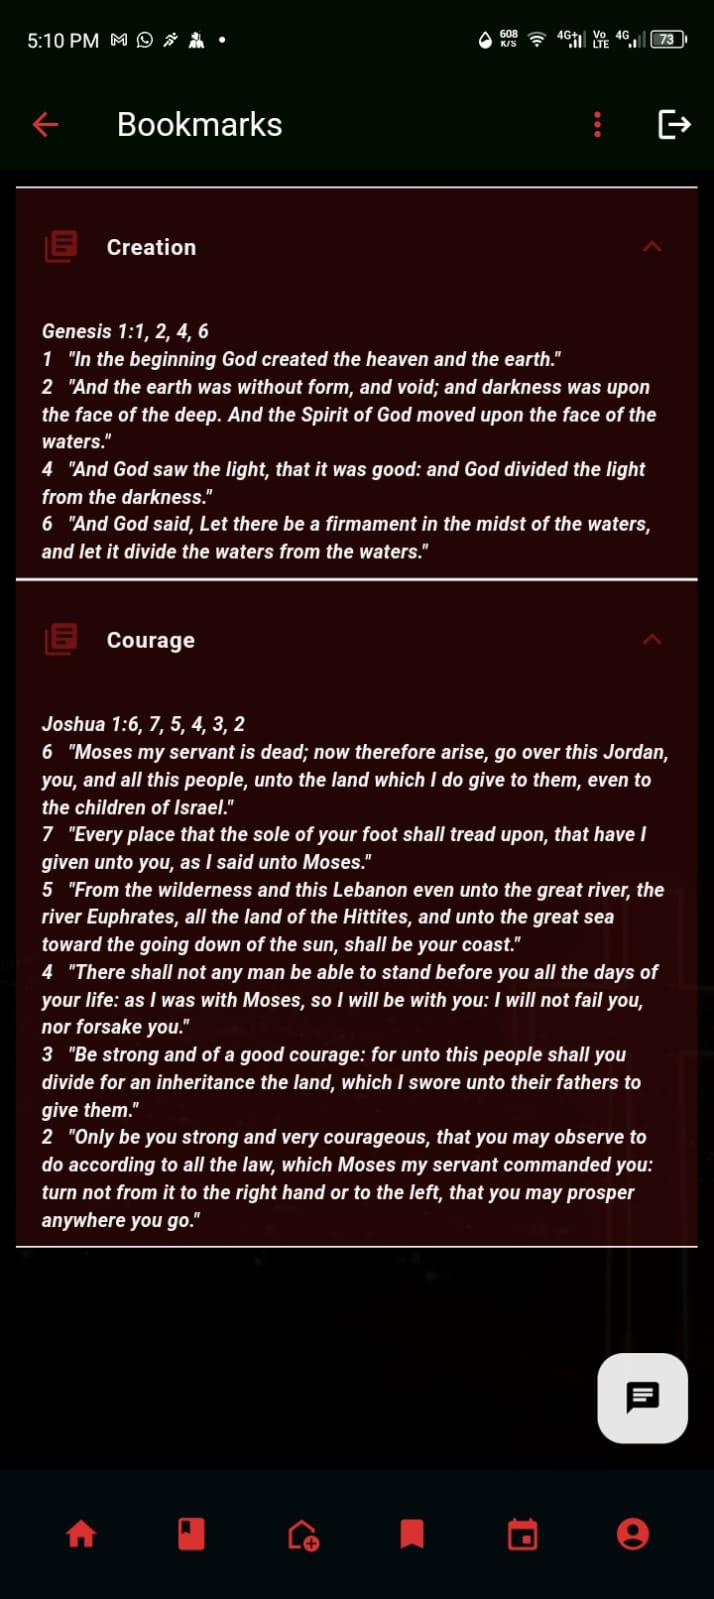 5:10 PM
608
K/S
4G+
Vo
LTE
4G
73
Bookmarks
Creation
Genesis 1:1, 2, 4, 6
1 "In the beginning God created the heaven and the earth."
2 "And the earth was without form, and void; and darkness was upon
the face of the deep. And the Spirit of God moved upon the face of the
waters."
4 "And God saw the light, that it was good: and God divided the light
from the darkness."
6 "And God said, Let there be a firmament in the midst of the waters,
and let it divide the waters from the waters."
Courage
Joshua 1:6, 7, 5, 4, 3, 2
6 "Moses my servant is dead; now therefore arise, go over this Jordan,
you, and all this people, unto the land which I do give to them, even to
the children of Israel."
7 "Every place that the sole of your foot shall tread upon, that have I
given unto you, as I said unto Moses."
5 "From the wilderness and this Lebanon even unto the great river, the
river Euphrates, all the land of the Hittites, and unto the great sea
toward the going down of the sun, shall be your coast."
4 "There shall not any man be able to stand before you all the days of
your life: as I was with Moses, so I will be with you: I will not fail you,
nor forsake you."
3 "Be strong and of a good courage: for unto this people shall you
divide for an inheritance the land, which I swore unto their fathers to
give them."
2 "Only be you strong and very courageous, that you may observe to
do according to all the law, which Moses my servant commanded you:
turn not from it to the right hand or to the left, that you may prosper
anywhere you go."